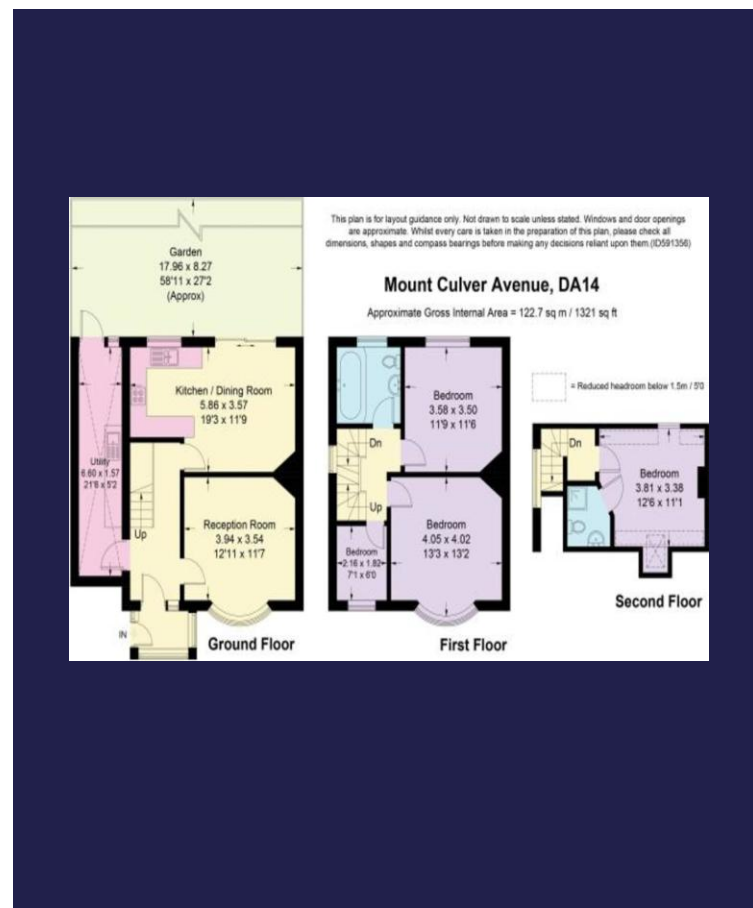 This plan is for layout guidance only. Not drawn to scale unless stated. Windows and door openings
are approximate. Whilst every care is taken in the preparation of this plan, please check all
dimensions, shapes and compass bearings before making any decisions reliant upon them.(ID591356)
Mount Culver Avenue, DA14
Approximate Gross Internal Area = 122.7 sq m / 1321 sq ft
Garden
17.96 x 8.27
58'11 x 27'2
(Approx)
Kitchen / Dining Room
5.86 x 3.57
19'3 x 11'9
Utility
6.60 x 1.57
21'8 x 5'2
Up
Reception Room
3.94 x 3.54
12'11 x 11'7
IN
Ground Floor
Bedroom
3.58 x 3.50
11'9 x 11'6
Dn
Up
Bedroom
4.05 x 4.02
13'3 x 13'2
Bedroom
2.16 x 1.82
7'1 x 6'0
First Floor
= Reduced headroom below 1.5m / 5'0
Dn
Bedroom
3.81 x 3.38
12'6 x 11'1
Second Floor